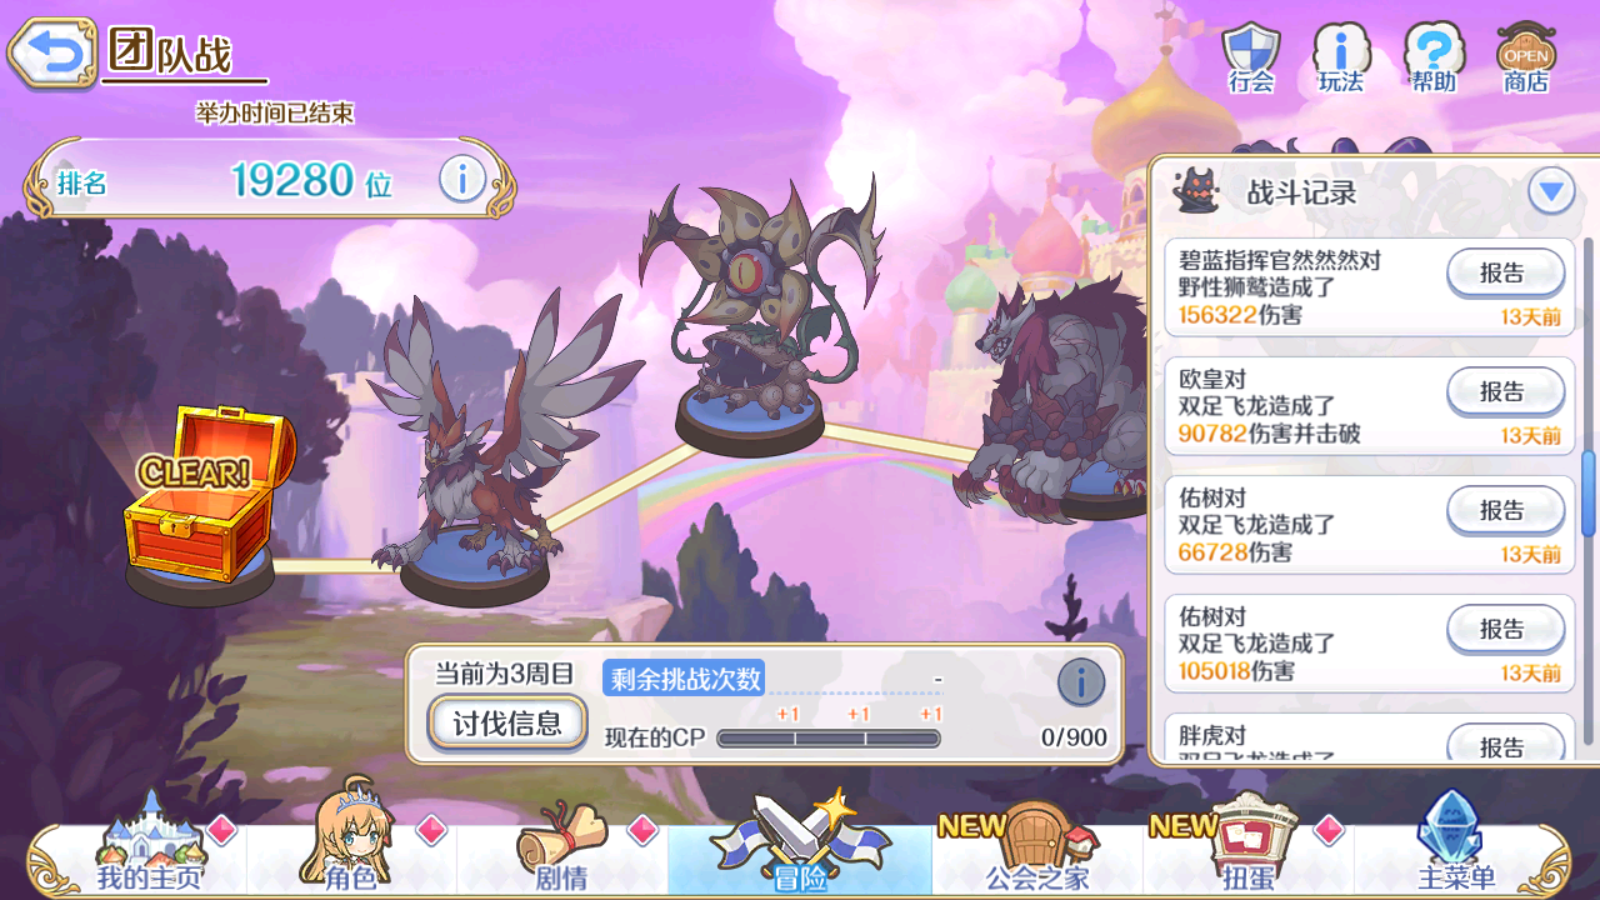 团队战
举办时间已结束
排名 19280 位
行会
玩法
帮助
OPEN
商店
战斗记录
碧蓝指挥官然然然对
野性狮鹫造成了
156322伤害
报告
13天前
欧皇对
双足飞龙造成了
90782伤害并击破
报告
13天前
佑树对
双足飞龙造成了
66728伤害
报告
13天前
佑树对
双足飞龙造成了
105018伤害
报告
13天前
胖虎对
双足飞龙造成了
报告
CLEAR!
当前为3周目
剩余挑战次数 -
讨伐信息
+1 +1 +1
现在的CP
0/900
我的主页
角色
剧情
冒险
NEW
公会之家
NEW
扭蛋
主菜单